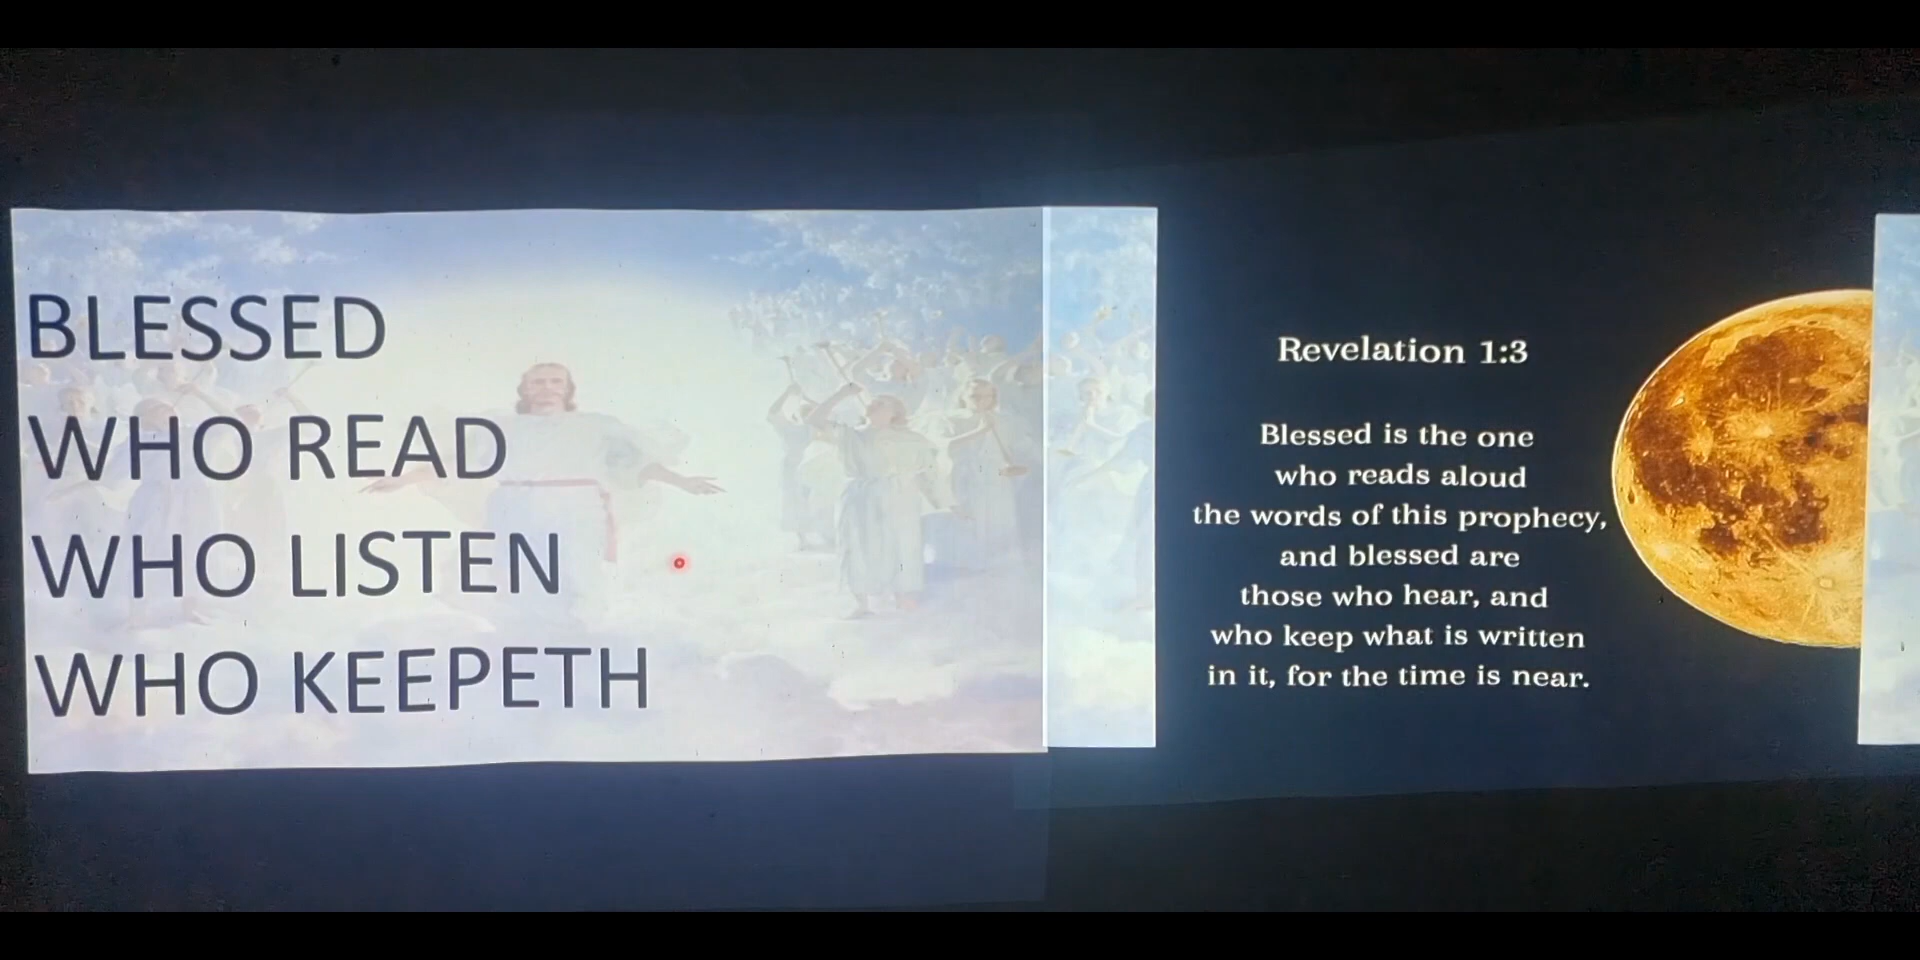 BLESSED
WHO READ
WHO LISTEN
WHO KEEPETH
Revelation 1:3
Blessed is the one
who reads aloud
the words of this prophecy,
and blessed are
those who hear, and
who keep what is written
in it, for the time is near.